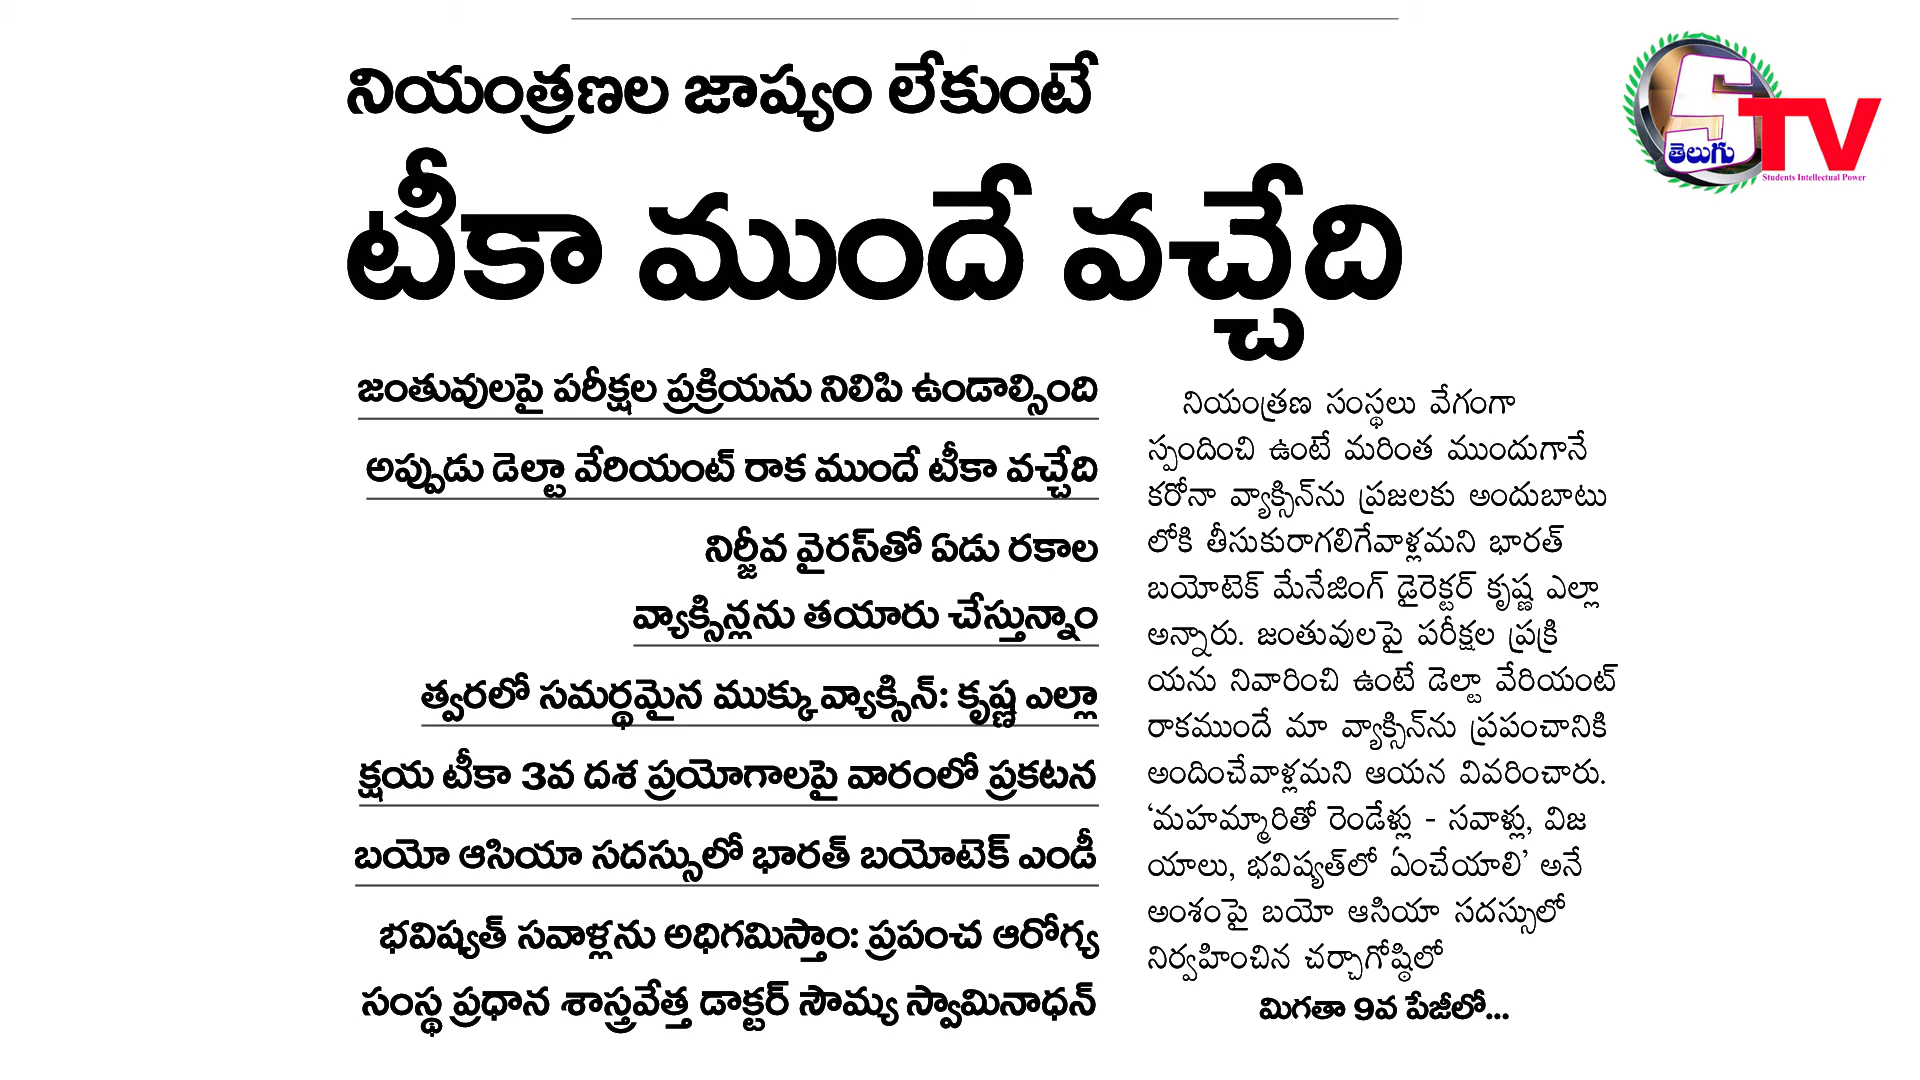 నియంత్రణల జాప్యం లేకుంటే
టీకా ముందే వచ్చేది
జంతువులపై పరీక్షల ప్రక్రియను నిలిపి ఉండాల్సింది
అప్పుడు డెల్టా వేరియంట్ రాక ముందే టీకా వచ్చేది
నిర్జీవ వైరస్‌తో ఏడు రకాల
వ్యాక్సిన్లను తయారు చేస్తున్నాం
త్వరలో సమర్థమైన ముక్కు వ్యాక్సిన్: కృష్ణ ఎల్లా
క్షయ టీకా 3వ దశ ప్రయోగాలపై వారంలో ప్రకటన
బయో ఆసియా సదస్సులో భారత్ బయోటెక్ ఎండీ
భవిష్యత్ సవాళ్లను అధిగమిస్తాం: ప్రపంచ ఆరోగ్య
సంస్థ ప్రధాన శాస్త్రవేత్త డాక్టర్ సౌమ్య స్వామినాథన్
నియంత్రణ సంస్థలు వేగంగా
స్పందించి ఉంటే మరింత ముందుగానే
కరోనా వ్యాక్సిన్‌ను ప్రజలకు అందుబాటు
లోకి తీసుకురాగలిగేవాళ్లమని భారత్
బయోటెక్ మేనేజింగ్ డైరెక్టర్ కృష్ణ ఎల్లా
అన్నారు. జంతువులపై పరీక్షల ప్రక్రి
యను నివారించి ఉంటే డెల్టా వేరియంట్
రాకముందే మా వ్యాక్సిన్‌ను ప్రపంచానికి
అందించేవాళ్లమని ఆయన వివరించారు.
‘మహమ్మారితో రెండేళ్లు - సవాళ్లు, విజ
యాలు, భవిష్యత్‌లో ఏంచేయాలి’ అనే
అంశంపై బయో ఆసియా సదస్సులో
నిర్వహించిన చర్చాగోష్ఠిలో
మిగతా 9వ పేజీలో...
S TV
తెలుగు
Students Intellectual Power